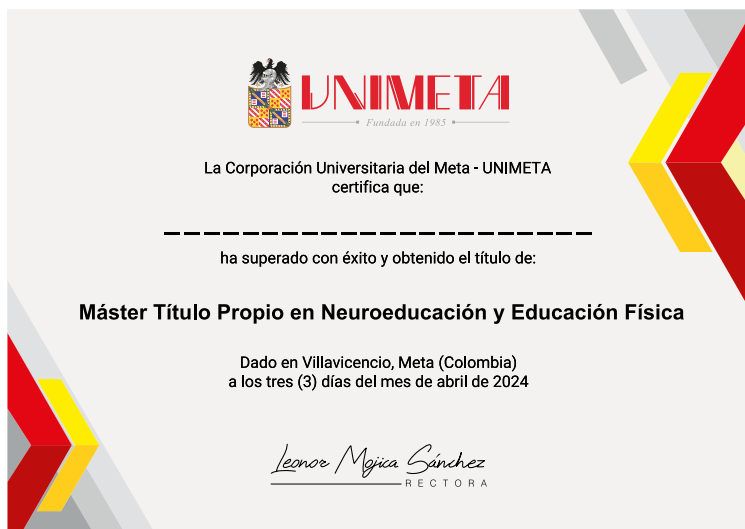 UNIMETA
Fundada en 1985
La Corporación Universitaria del Meta - UNIMETA
certifica que:
ha superado con éxito y obtenido el título de:
Máster Título Propio en Neuroeducación y Educación Física
Dado en Villavicencio, Meta (Colombia)
a los tres (3) días del mes de abril de 2024
Leonor Mojica Sánchez
RECTORA